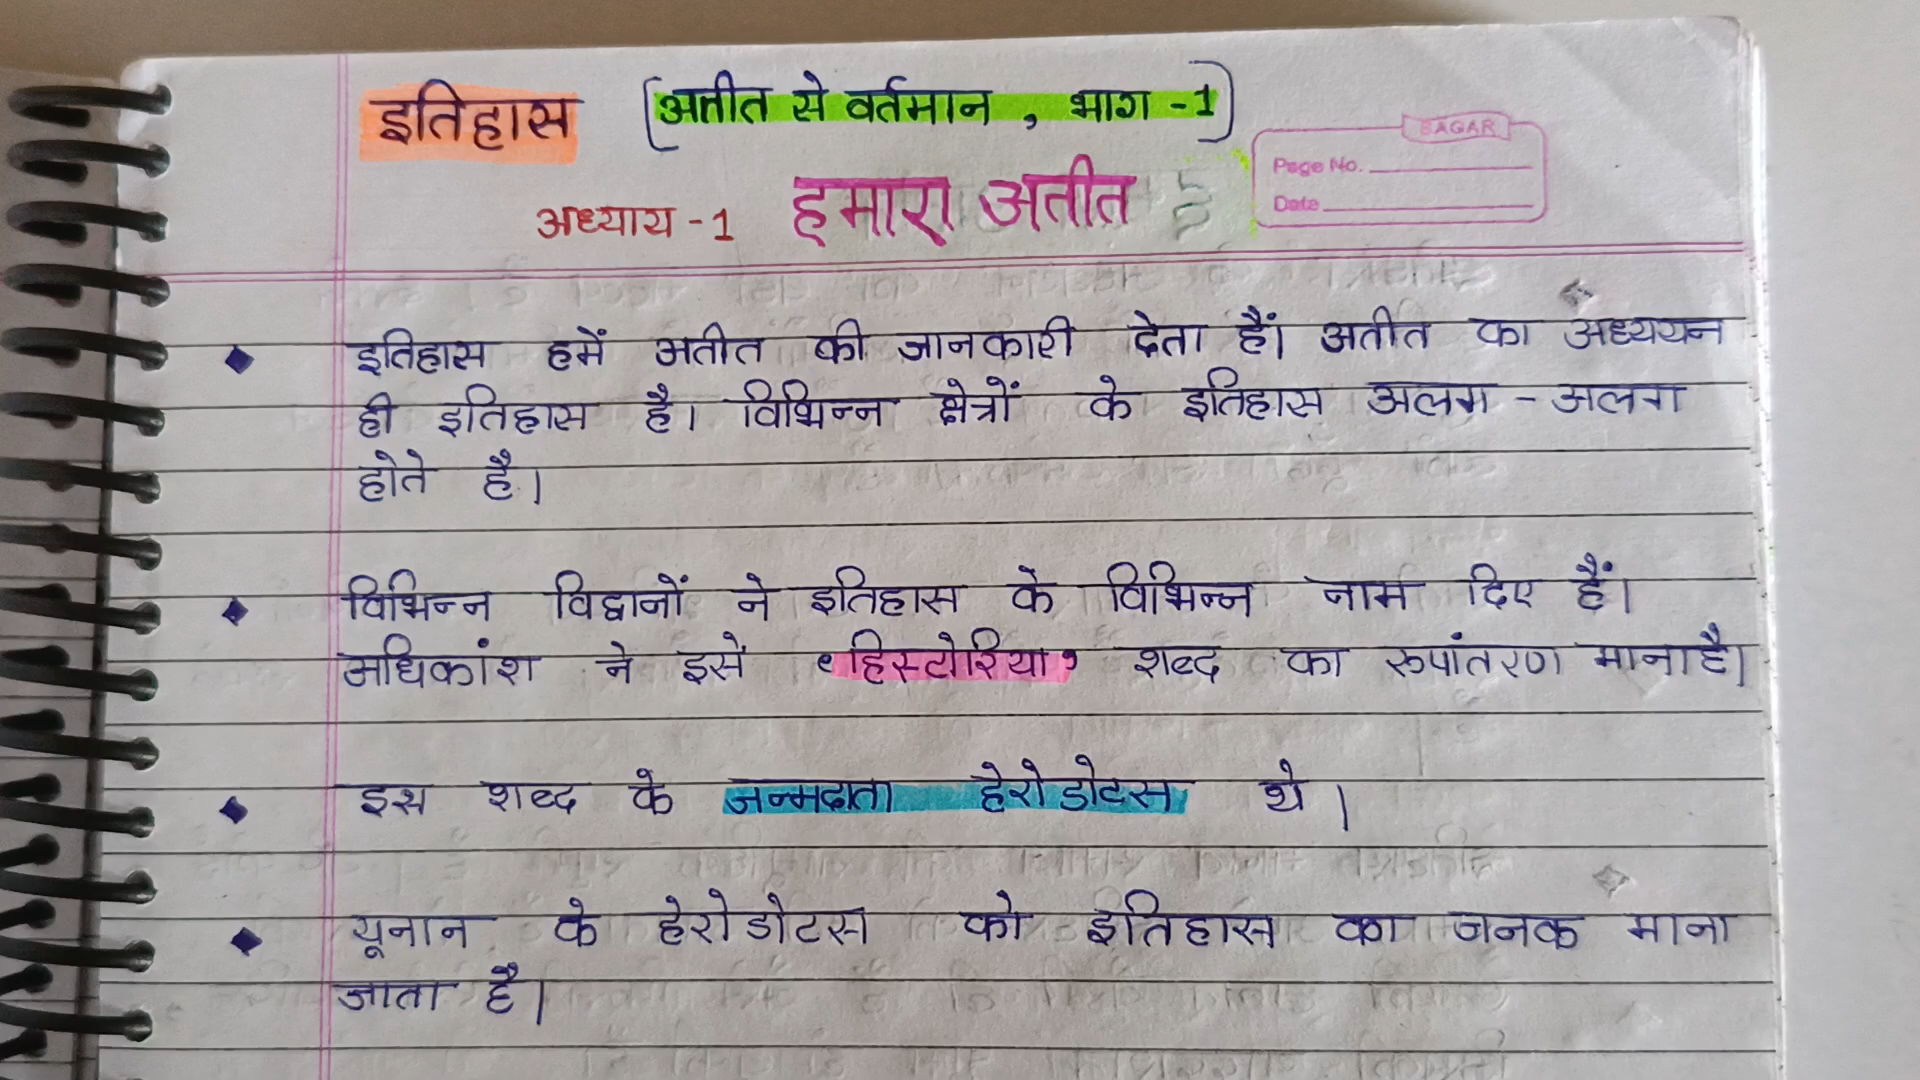 इतिहास (अतीत से वर्तमान, भाग -1)
SAGAR
Page No.
अध्याय -1 हमारा अतीत
Date
इतिहास हमें अतीत की जानकारी देता हैं। अतीत का अध्ययन
ही इतिहास है। विभिन्न क्षेत्रों के इतिहास अलग - अलग
होते है।
विभिन्न विद्वानों ने इतिहास के विभिन्न नाम दिए हैं।
अधिकांश ने इसे ‘हिस्टोरिया’ शब्द का रूपांतरण माना है।
इस शब्द के जन्मदाता हेरोडोटस थे।
यूनान के हेरोडोटस को इतिहास का जनक माना
जाता है।